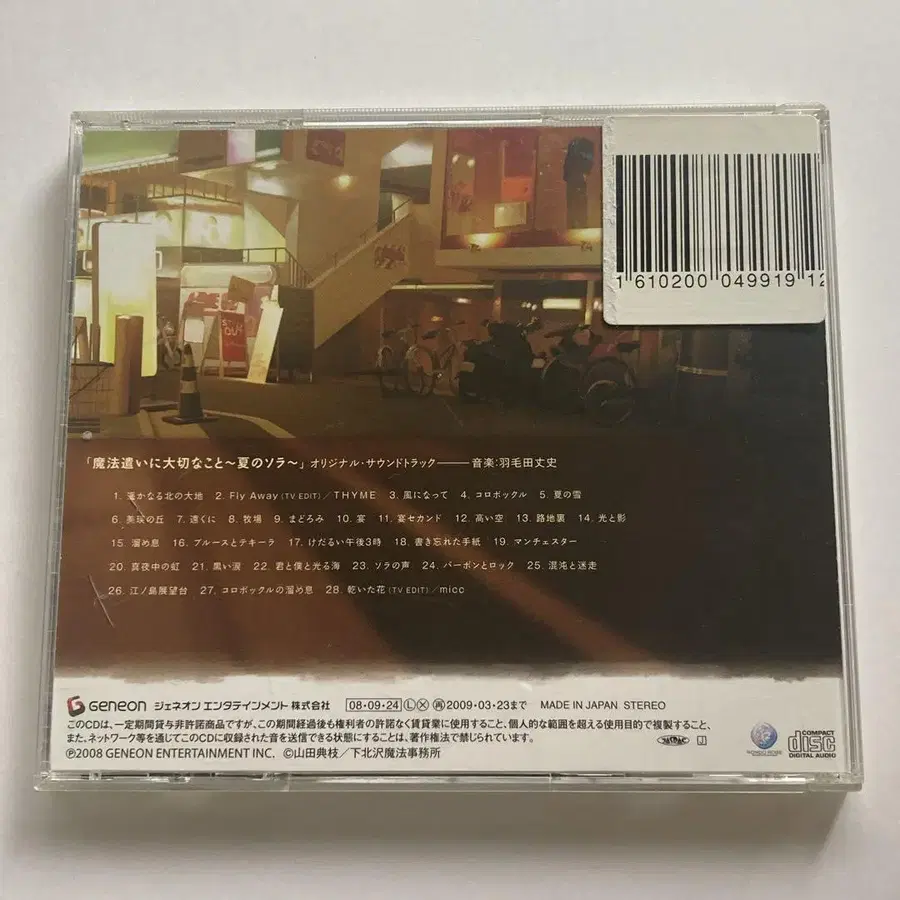 1 610200 049919 12
「魔法遣いに大切なこと〜夏のソラ〜」オリジナル・サウンドトラック――音楽:羽毛田丈史
1. 遥かなる北の大地 2. Fly Away (TV EDIT)/THYME 3. 風になって 4. コロボックル 5. 夏の雪
6. 美瑛の丘 7. 遠くに 8. 牧場 9. まどろみ 10. 宴 11. 宴セカンド 12. 高い空 13. 路地裏 14. 光と影
15. 溜め息 16. ブルースとテキーラ 17. けだるい午後3時 18. 書き忘れた手紙 19. マンチェスター
20. 真夜中の虹 21. 黒い涙 22. 君と僕と光る海 23. ソラの声 24. バーボンとロック 25. 混沌と迷走
26. 江ノ島展望台 27. コロボックルの溜め息 28. 乾いた花 (TV EDIT)/micc
GENEON ジェネオン エンタテインメント 株式会社 08・09・24 Ⓛ Ⓧ 再 2009・03・23まで MADE IN JAPAN STEREO
このCDは、一定期間貸与非許諾商品ですが、この期間経過後も権利者の許諾なく賃貸業に使用すること、個人的な範囲を超える使用目的で複製すること、
また、ネットワーク等を通じてこのCDに収録された音を送信できる状態にすることは、著作権法で禁じられています。
℗2008 GENEON ENTERTAINMENT INC. ©山田典枝/下北沢魔法事務所
J
COMPACT
disc
DIGITAL AUDIO